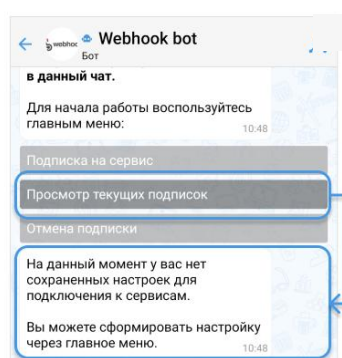 webhook
Webhook bot
Бот
в данный чат.
Для начала работы воспользуйтесь
главным меню:
10:48
Подписка на сервис
Просмотр текущих подписок
Отмена подписки
На данный момент у вас нет
сохраненных настроек для
подключения к сервисам.
Вы можете сформировать настройку
через главное меню.
10:48